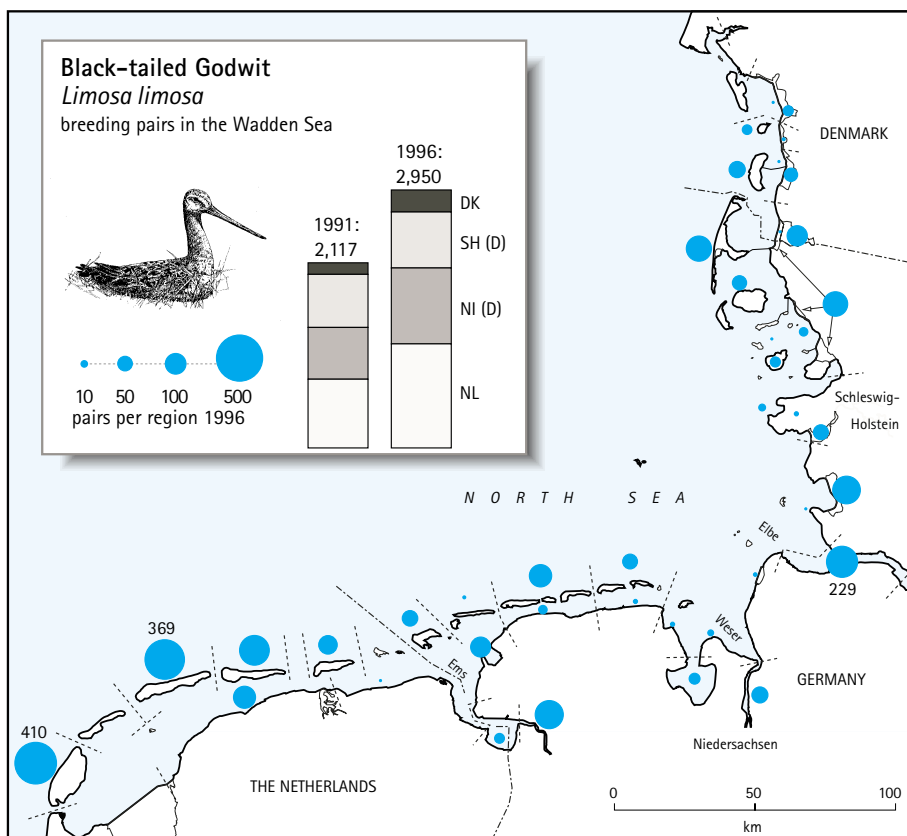 Black-tailed Godwit
Limosa limosa
breeding pairs in the Wadden Sea
1996:
2,950
1991:
2,117
DK
SH (D)
NI (D)
NL
10 50 100 500
pairs per region 1996
DENMARK
Schleswig-
Holstein
NORTH SEA
Elbe
229
Weser
GERMANY
Niedersachsen
Ems
369
410
THE NETHERLANDS
0 50 100
km